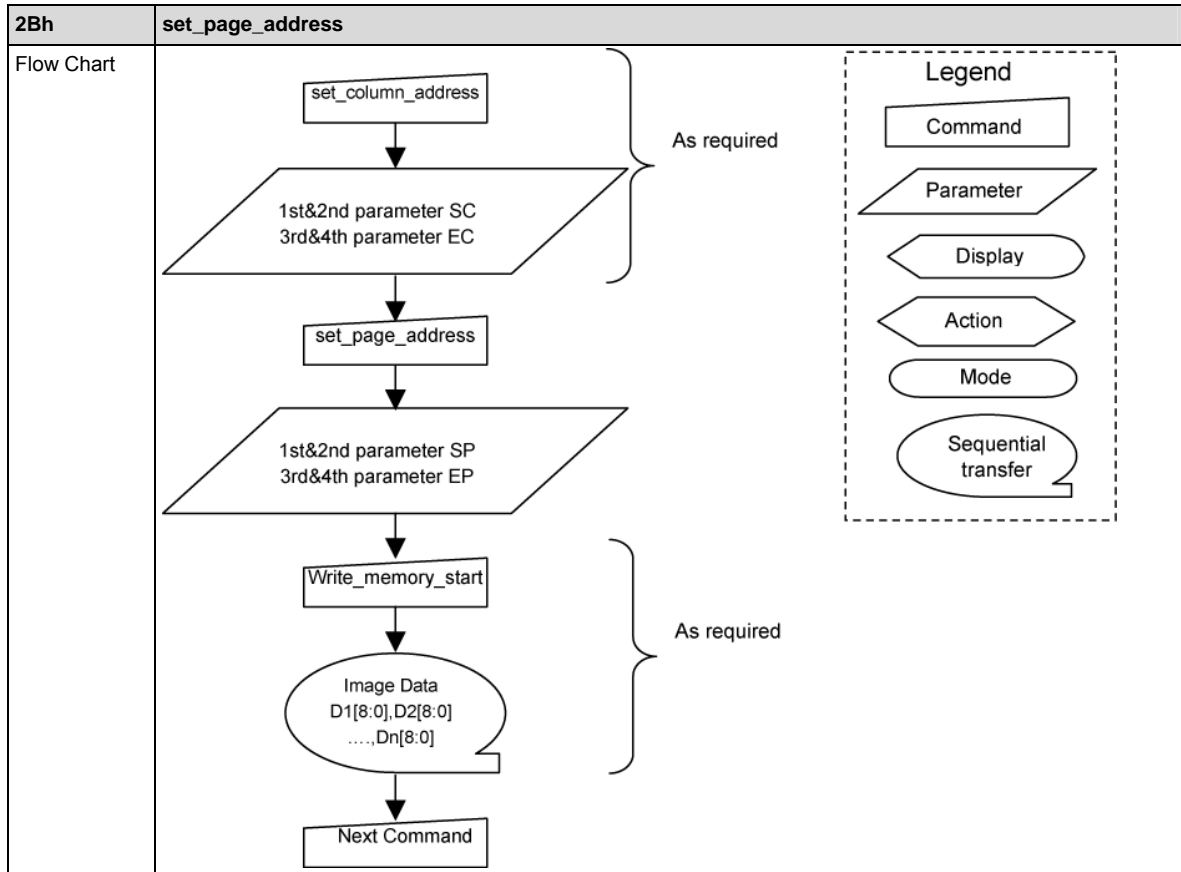 2Bh set_page_address
Flow Chart
set_column_address
1st&2nd parameter SC
3rd&4th parameter EC
As required
set_page_address
1st&2nd parameter SP
3rd&4th parameter EP
Write_memory_start
Image Data
D1[8:0],D2[8:0]
....,Dn[8:0]
As required
Next Command
Legend
Command
Parameter
Display
Action
Mode
Sequential
transfer